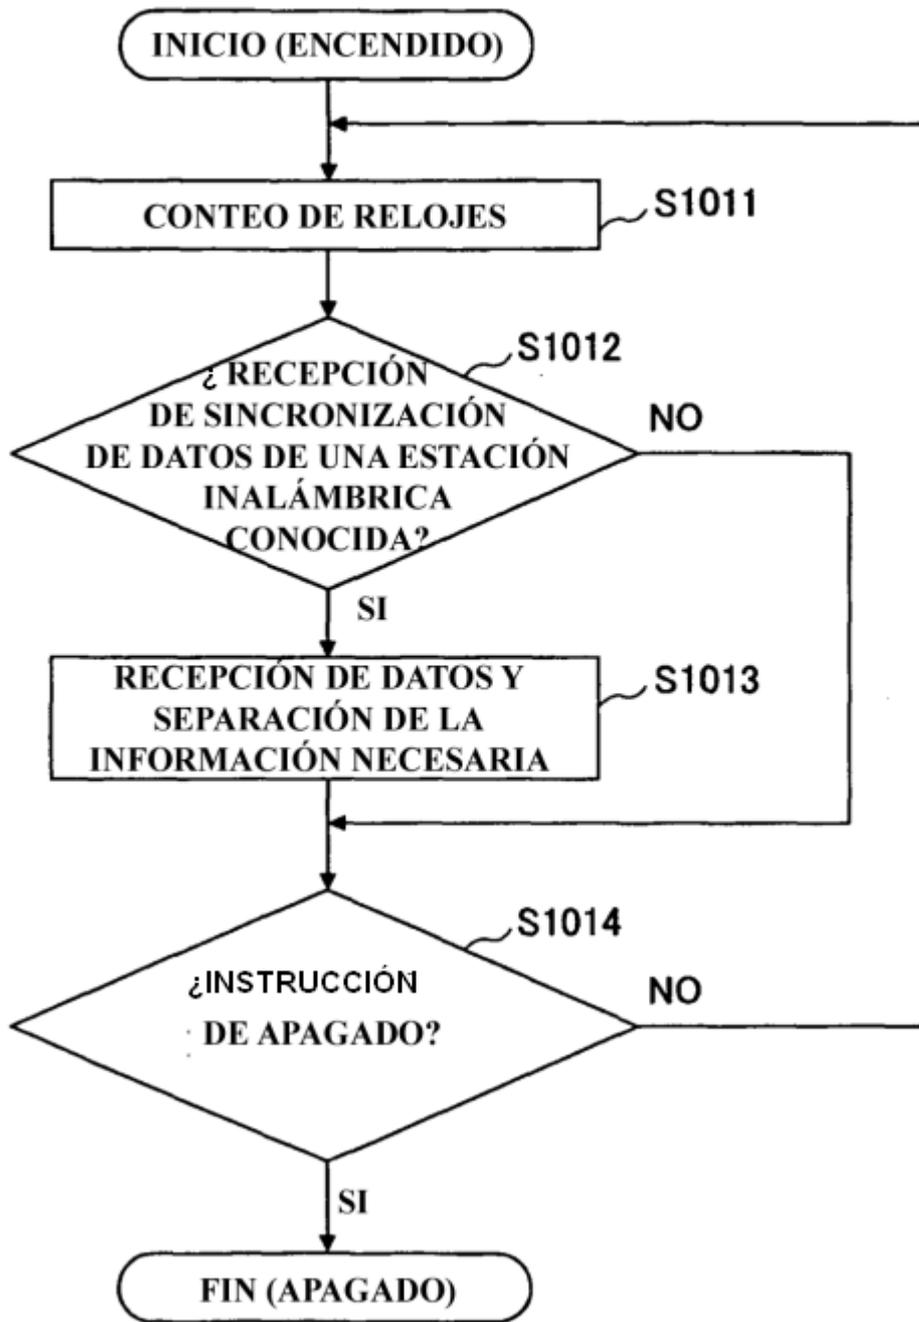 INICIO (ENCENDIDO)
CONTEO DE RELOJES
S1011
S1012
¿ RECEPCIÓN
DE SINCRONIZACIÓN
DE DATOS DE UNA ESTACIÓN
INALÁMBRICA
CONOCIDA?
NO
SI
RECEPCIÓN DE DATOS Y
SEPARACIÓN DE LA
INFORMACIÓN NECESARIA
S1013
S1014
¿INSTRUCCIÓN
DE APAGADO?
NO
SI
FIN (APAGADO)